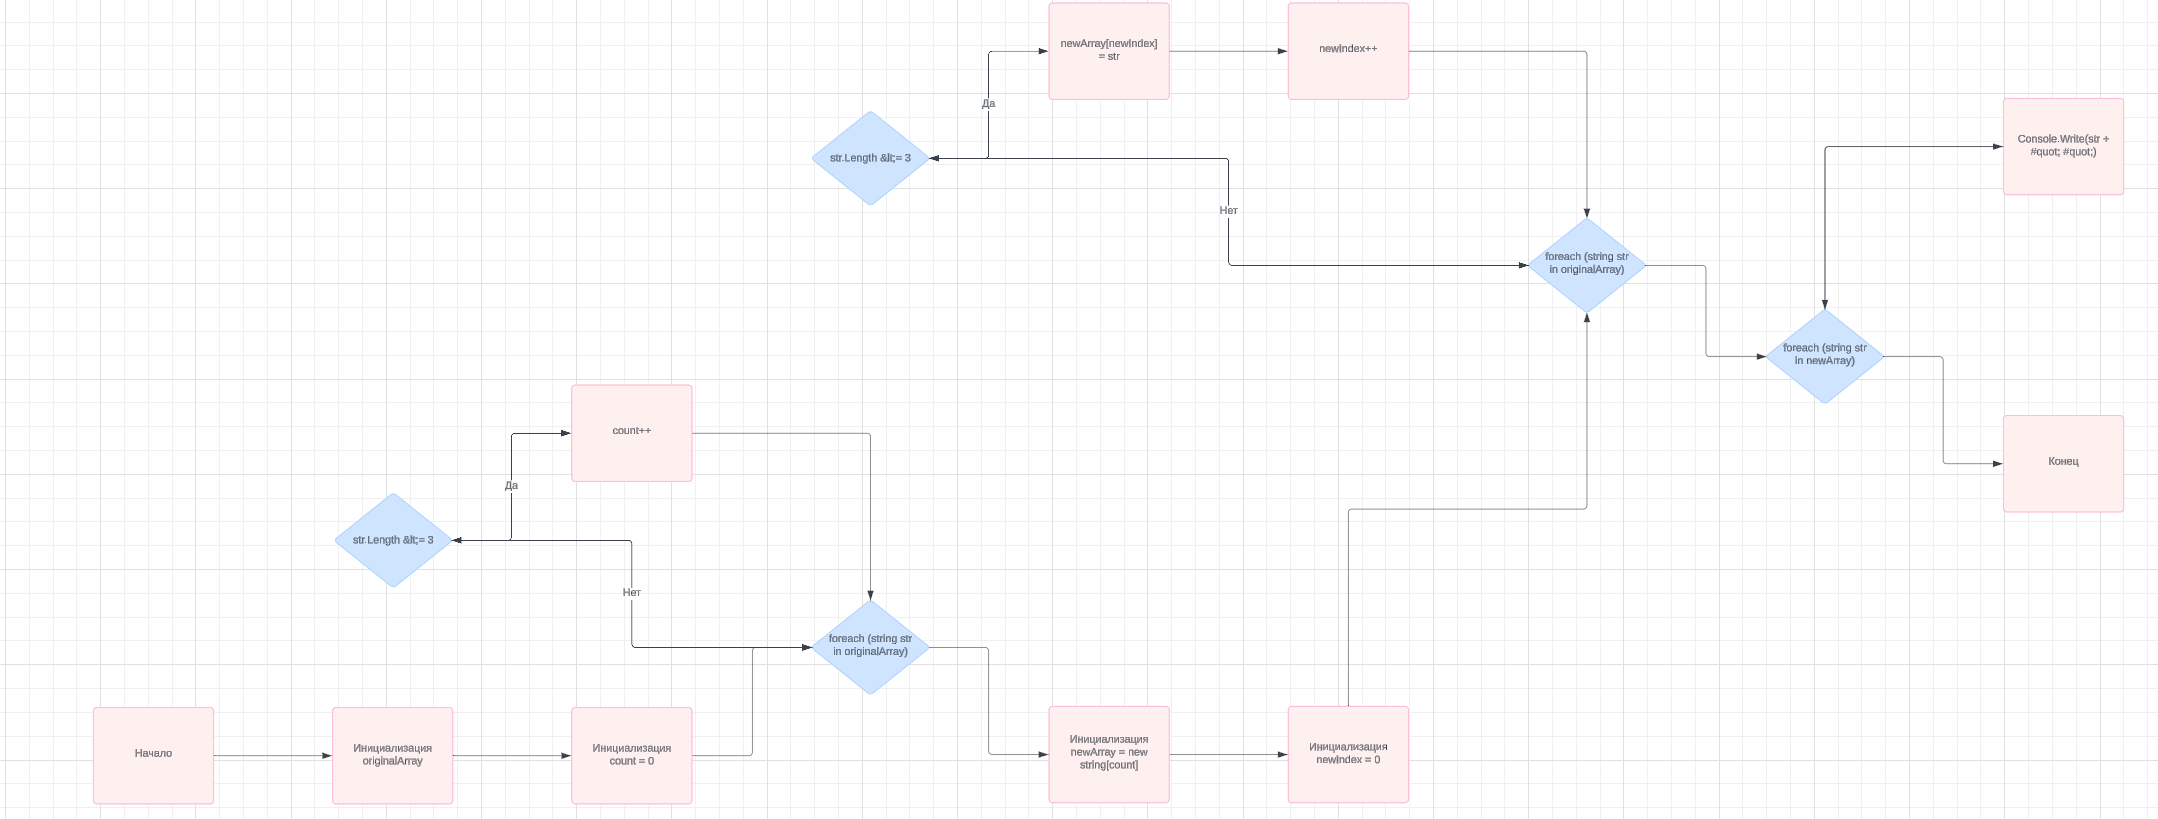 newArray[newIndex]
= str
newIndex++
Да
str.Length &lt;= 3
Console.Write(str +
#quot; #quot;)
Нет
foreach (string str
in originalArray)
foreach (string str
in newArray)
count++
Конец
Да
str.Length &lt;= 3
Нет
foreach (string str
in originalArray)
Начало
Инициализация
originalArray
Инициализация
count = 0
Инициализация
newArray = new
string[count]
Инициализация
newIndex = 0